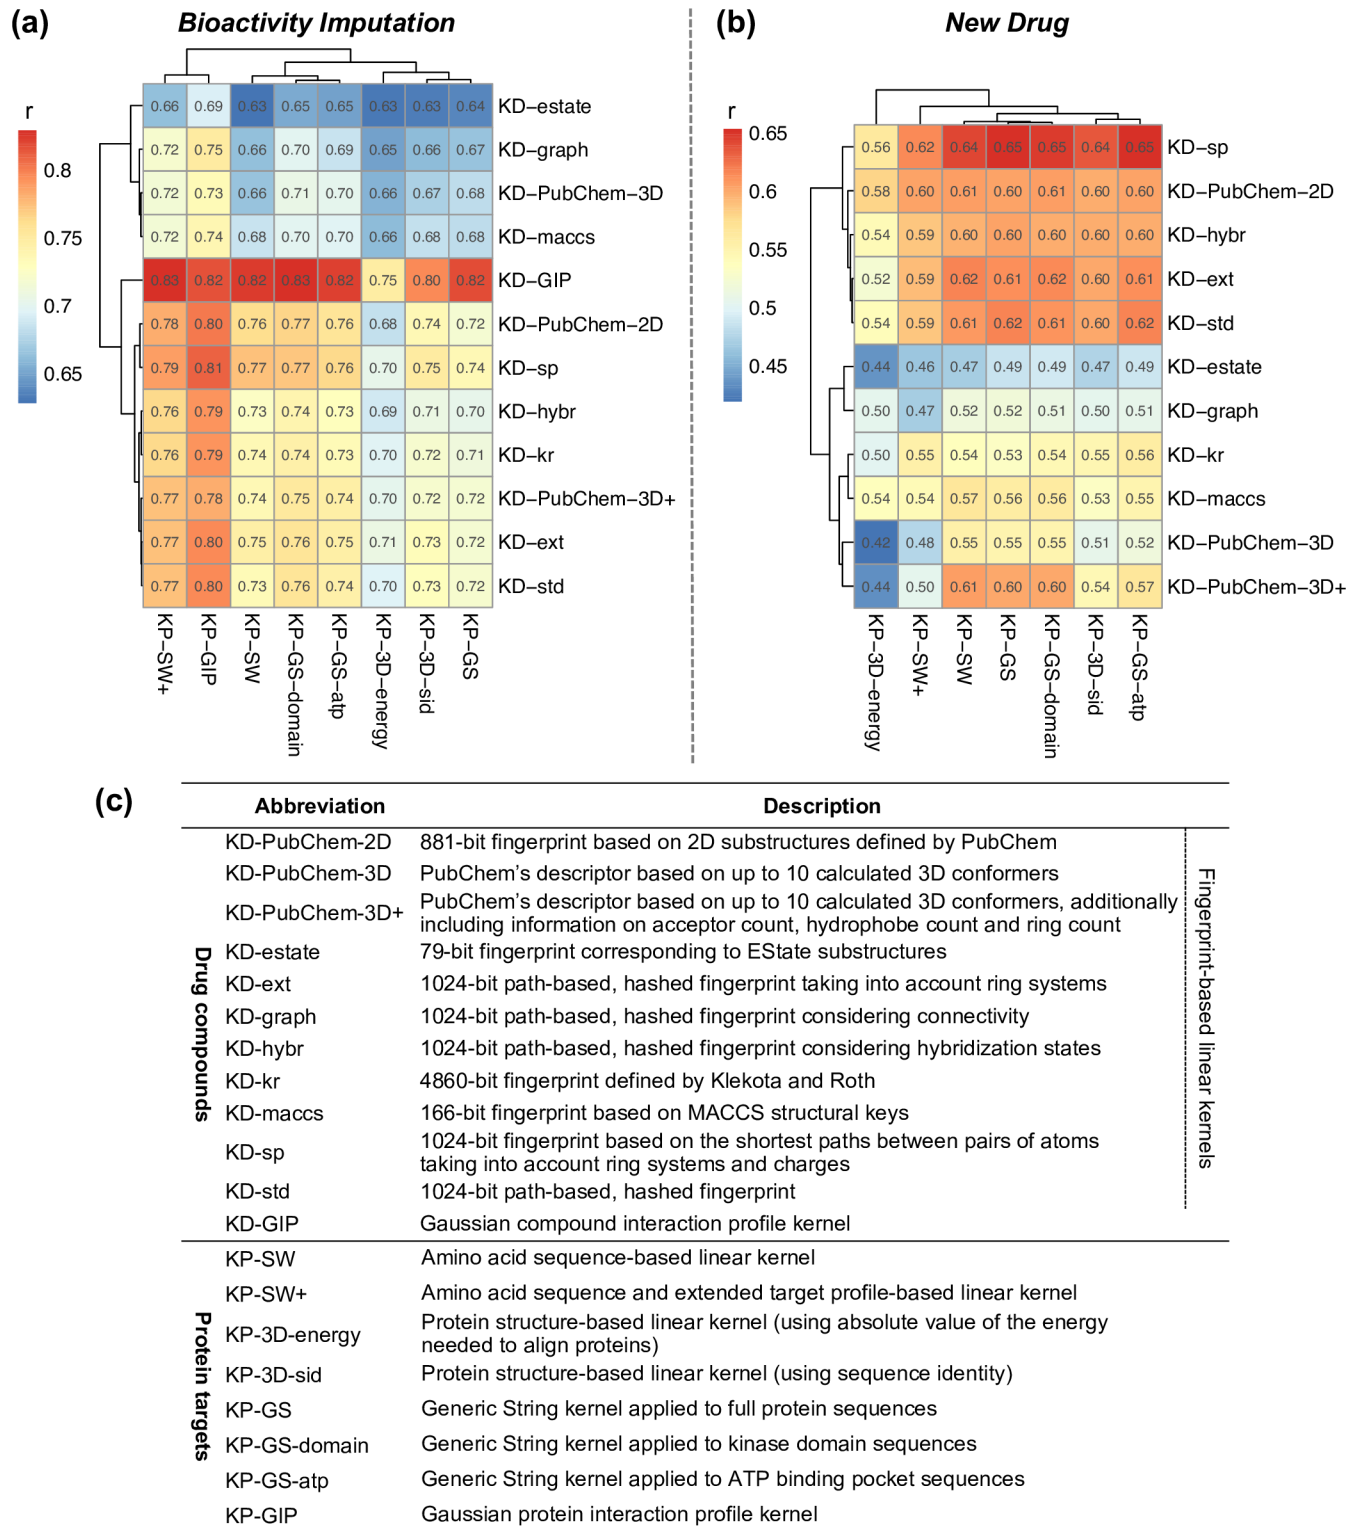 (a) Bioactivity Imputation
r
0.8
0.75
0.7
0.65
0.66 0.69 0.63 0.65 0.65 0.63 0.63 0.64 KD−estate
0.72 0.75 0.66 0.70 0.69 0.65 0.66 0.67 KD−graph
0.72 0.73 0.66 0.71 0.70 0.66 0.67 0.68 KD−PubChem−3D
0.72 0.74 0.68 0.70 0.70 0.66 0.68 0.68 KD−maccs
0.83 0.82 0.82 0.83 0.82 0.75 0.80 0.82 KD−GIP
0.78 0.80 0.76 0.77 0.76 0.68 0.74 0.72 KD−PubChem−2D
0.79 0.81 0.77 0.77 0.76 0.70 0.75 0.74 KD−sp
0.76 0.79 0.73 0.74 0.73 0.69 0.71 0.70 KD−hybr
0.76 0.79 0.74 0.74 0.73 0.70 0.72 0.71 KD−kr
0.77 0.78 0.74 0.75 0.74 0.70 0.72 0.72 KD−PubChem−3D+
0.77 0.80 0.75 0.76 0.75 0.71 0.73 0.72 KD−ext
0.77 0.80 0.73 0.76 0.74 0.70 0.73 0.72 KD−std
KP−SW+
KP−GIP
KP−SW
KP−GS−domain
KP−GS−atp
KP−3D−energy
KP−3D−sid
KP−GS
(b) New Drug
r
0.65
0.6
0.55
0.5
0.45
0.56 0.62 0.64 0.65 0.65 0.64 0.65 KD−sp
0.58 0.60 0.61 0.60 0.61 0.60 0.60 KD−PubChem−2D
0.54 0.59 0.60 0.60 0.60 0.60 0.60 KD−hybr
0.52 0.59 0.62 0.61 0.62 0.60 0.61 KD−ext
0.54 0.59 0.61 0.62 0.61 0.60 0.62 KD−std
0.44 0.46 0.47 0.49 0.49 0.47 0.49 KD−estate
0.50 0.47 0.52 0.52 0.51 0.50 0.51 KD−graph
0.50 0.55 0.54 0.53 0.54 0.55 0.56 KD−kr
0.54 0.54 0.57 0.56 0.56 0.53 0.55 KD−maccs
0.42 0.48 0.55 0.55 0.55 0.51 0.52 KD−PubChem−3D
0.44 0.50 0.61 0.60 0.60 0.54 0.57 KD−PubChem−3D+
KP−3D−energy
KP−SW+
KP−SW
KP−GS
KP−GS−domain
KP−3D−sid
KP−GS−atp
(c)
Abbreviation Description
Drug compounds
KD-PubChem-2D 881-bit fingerprint based on 2D substructures defined by PubChem
KD-PubChem-3D PubChem's descriptor based on up to 10 calculated 3D conformers
KD-PubChem-3D+ PubChem's descriptor based on up to 10 calculated 3D conformers, additionally
including information on acceptor count, hydrophobe count and ring count
KD-estate 79-bit fingerprint corresponding to EState substructures
KD-ext 1024-bit path-based, hashed fingerprint taking into account ring systems
KD-graph 1024-bit path-based, hashed fingerprint considering connectivity
KD-hybr 1024-bit path-based, hashed fingerprint considering hybridization states
KD-kr 4860-bit fingerprint defined by Klekota and Roth
KD-maccs 166-bit fingerprint based on MACCS structural keys
KD-sp 1024-bit fingerprint based on the shortest paths between pairs of atoms
taking into account ring systems and charges
KD-std 1024-bit path-based, hashed fingerprint
KD-GIP Gaussian compound interaction profile kernel
Fingerprint-based linear kernels
Protein targets
KP-SW Amino acid sequence-based linear kernel
KP-SW+ Amino acid sequence and extended target profile-based linear kernel
KP-3D-energy Protein structure-based linear kernel (using absolute value of the energy
needed to align proteins)
KP-3D-sid Protein structure-based linear kernel (using sequence identity)
KP-GS Generic String kernel applied to full protein sequences
KP-GS-domain Generic String kernel applied to kinase domain sequences
KP-GS-atp Generic String kernel applied to ATP binding pocket sequences
KP-GIP Gaussian protein interaction profile kernel